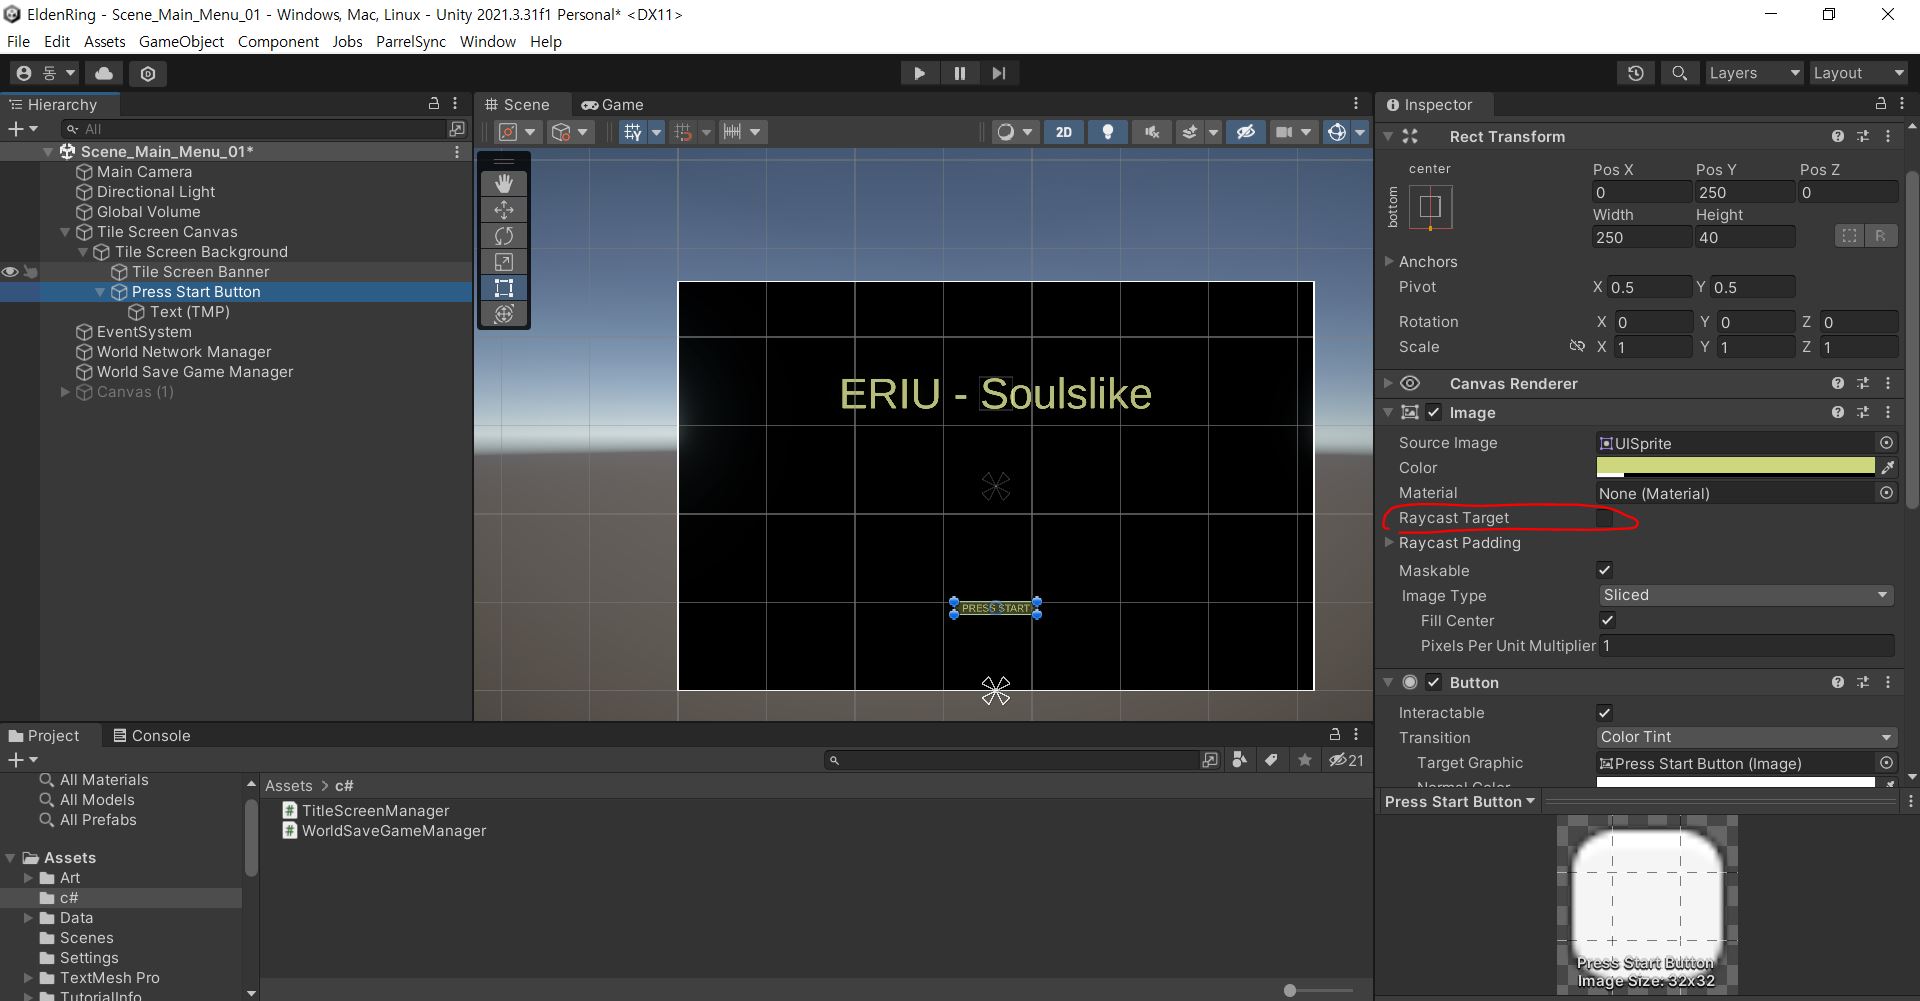 EldenRing - Scene_Main_Menu_01 - Windows, Mac, Linux - Unity 2021.3.31f1 Personal* <DX11>
File Edit Assets GameObject Component Jobs ParrelSync Window Help
동 Layers Layout
Hierarchy
All
Scene_Main_Menu_01*
Main Camera
Directional Light
Global Volume
Tile Screen Canvas
Tile Screen Background
Tile Screen Banner
Press Start Button
Text (TMP)
EventSystem
World Network Manager
World Save Game Manager
Canvas (1)
Scene Game
2D
ERIU - Soulslike
PRESS START
Inspector
Rect Transform
center
bottom
Pos X Pos Y Pos Z
0 250 0
Width Height
250 40
R
Anchors
Pivot X 0.5 Y 0.5
Rotation X 0 Y 0 Z 0
Scale X 1 Y 1 Z 1
Canvas Renderer
Image
Source Image UISprite
Color
Material None (Material)
Raycast Target
Raycast Padding
Maskable
Image Type Sliced
Fill Center
Pixels Per Unit Multiplier 1
Button
Interactable
Transition Color Tint
Target Graphic Press Start Button (Image)
Normal Color
Press Start Button
Press Start Button
Image Size: 32x32
Project Console
21
All Materials
All Models
All Prefabs
Assets
Art
c#
Data
Scenes
Settings
TextMesh Pro
TutorialInfo
Assets > c#
TitleScreenManager
WorldSaveGameManager